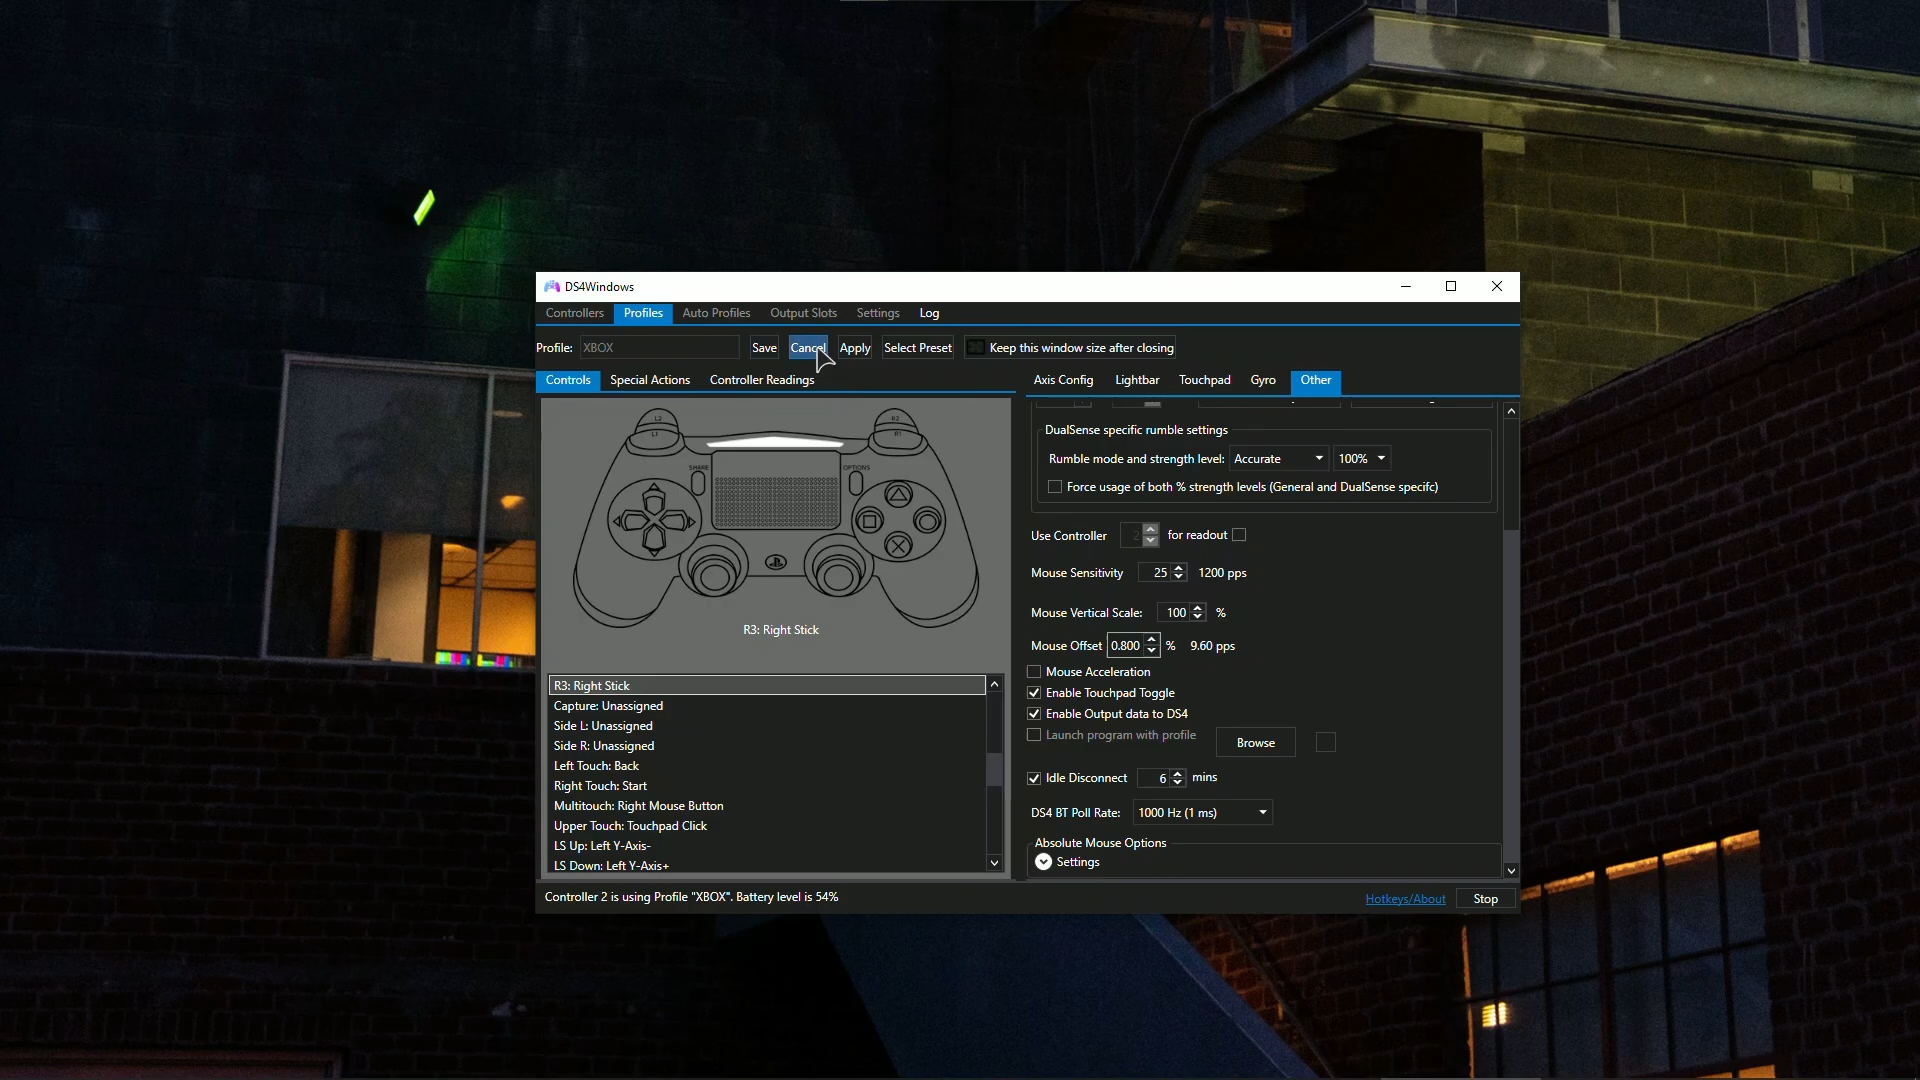 DS4Windows
Controllers Profiles Auto Profiles Output Slots Settings Log
Profile: XBOX Save Cancel Apply Select Preset Keep this window size after closing
Controls Special Actions Controller Readings
Axis Config Lightbar Touchpad Gyro Other
L2
L1
R2
R1
SHARE
OPTIONS
R3: Right Stick
R3: Right Stick
Capture: Unassigned
Side L: Unassigned
Side R: Unassigned
Left Touch: Back
Right Touch: Start
Multitouch: Right Mouse Button
Upper Touch: Touchpad Click
LS Up: Left Y-Axis-
LS Down: Left Y-Axis+
DualSense specific rumble settings
Rumble mode and strength level: Accurate 100%
Force usage of both % strength levels (General and DualSense specifc)
Use Controller 2 for readout
Mouse Sensitivity 25 1200 pps
Mouse Vertical Scale: 100 %
Mouse Offset 0.800 % 9.60 pps
Mouse Acceleration
Enable Touchpad Toggle
Enable Output data to DS4
Launch program with profile Browse
Idle Disconnect 6 mins
DS4 BT Poll Rate: 1000 Hz (1 ms)
Absolute Mouse Options
Settings
Controller 2 is using Profile "XBOX". Battery level is 54%
Hotkeys/About Stop